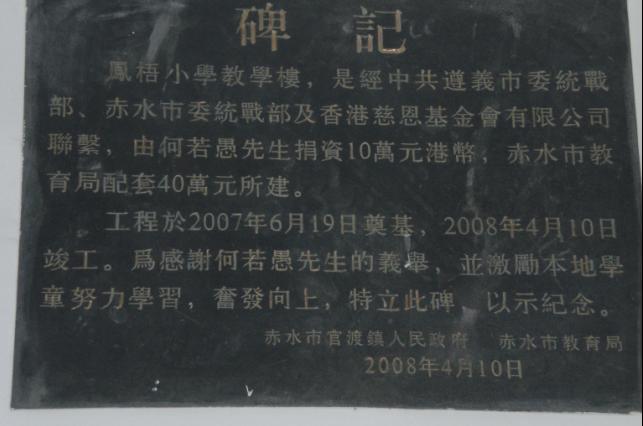 碑記
鳳梧小學教學樓，是經中共遵義市委統戰
部、赤水市委統戰部及香港慈恩基金會有限公司
聯繫，由何若愚先生捐資10萬元港幣，赤水市教
育局配套40萬元所建。
工程於2007年6月19日奠基，2008年4月10日
竣工。爲感謝何若愚先生的義舉，並激勵本地學
童努力學習，奮發向上，特立此碑，以示紀念。
赤水市官渡鎮人民政府 赤水市教育局
2008年4月10日